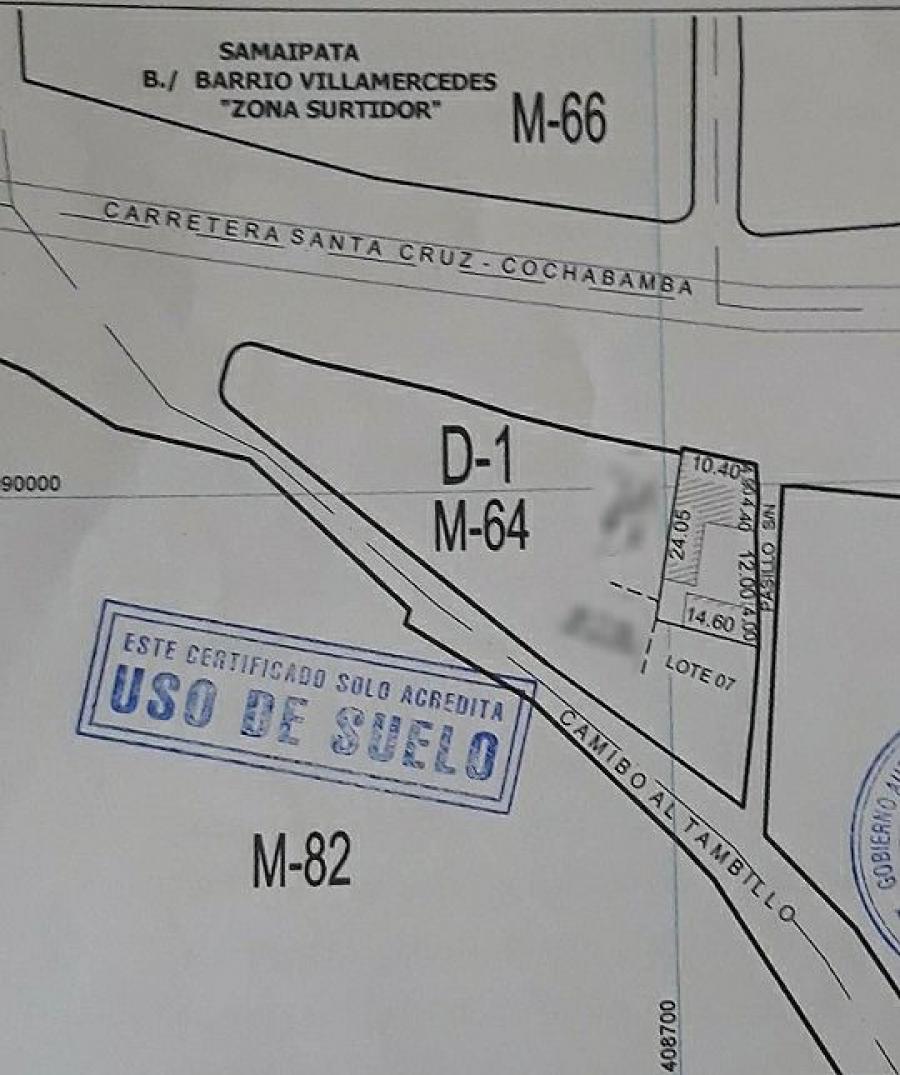 SAMAIPATA
B./ BARRIO VILLAMERCEDES
"ZONA SURTIDOR"
M-66
CARRETERA SANTA CRUZ - COCHABAMBA
D-1
M-64
90000
10.40
4.40
24.05
12.00
4.00
14.60
PASILLO S/N
LOTE 07
ESTE CERTIFICADO SOLO ACREDITA
USO DE SUELO
CAMIBO AL TAMBILLO
M-82
GOBIERNO
408700